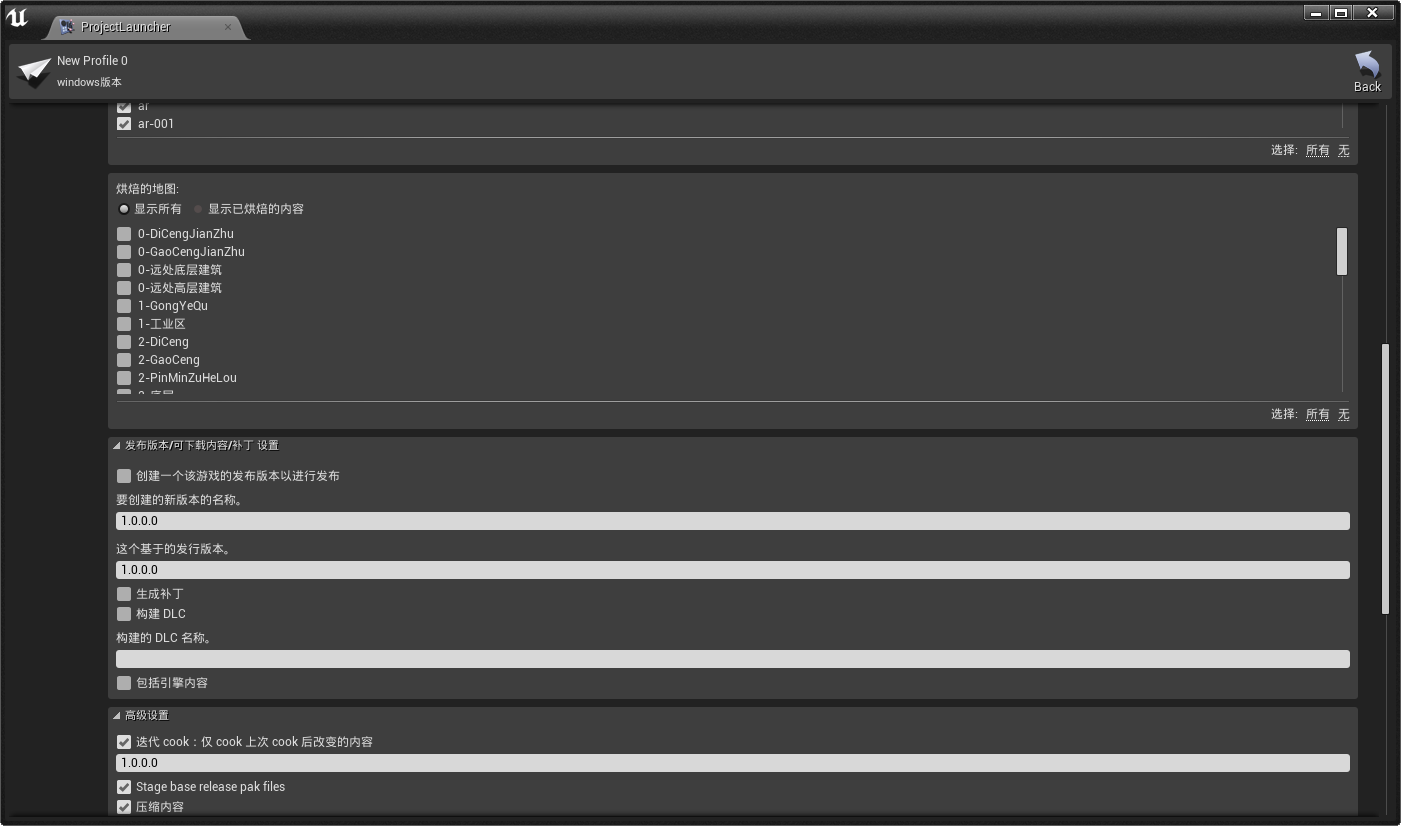 ProjectLauncher
New Profile 0
windows版本
Back
ar
ar-001
选择: 所有 无
烘焙的地图:
显示所有 显示已烘焙的内容
0-DiCengJianZhu
0-GaoCengJianZhu
0-远处底层建筑
0-远处高层建筑
1-GongYeQu
1-工业区
2-DiCeng
2-GaoCeng
2-PinMinZuHeLou
2-底层
选择: 所有 无
发布版本/可下载内容/补丁 设置
创建一个该游戏的发布版本以进行发布
要创建的新版本的名称。
1.0.0.0
这个基于的发行版本。
1.0.0.0
生成补丁
构建 DLC
构建的 DLC 名称。
包括引擎内容
高级设置
迭代 cook：仅 cook 上次 cook 后改变的内容
1.0.0.0
Stage base release pak files
压缩内容